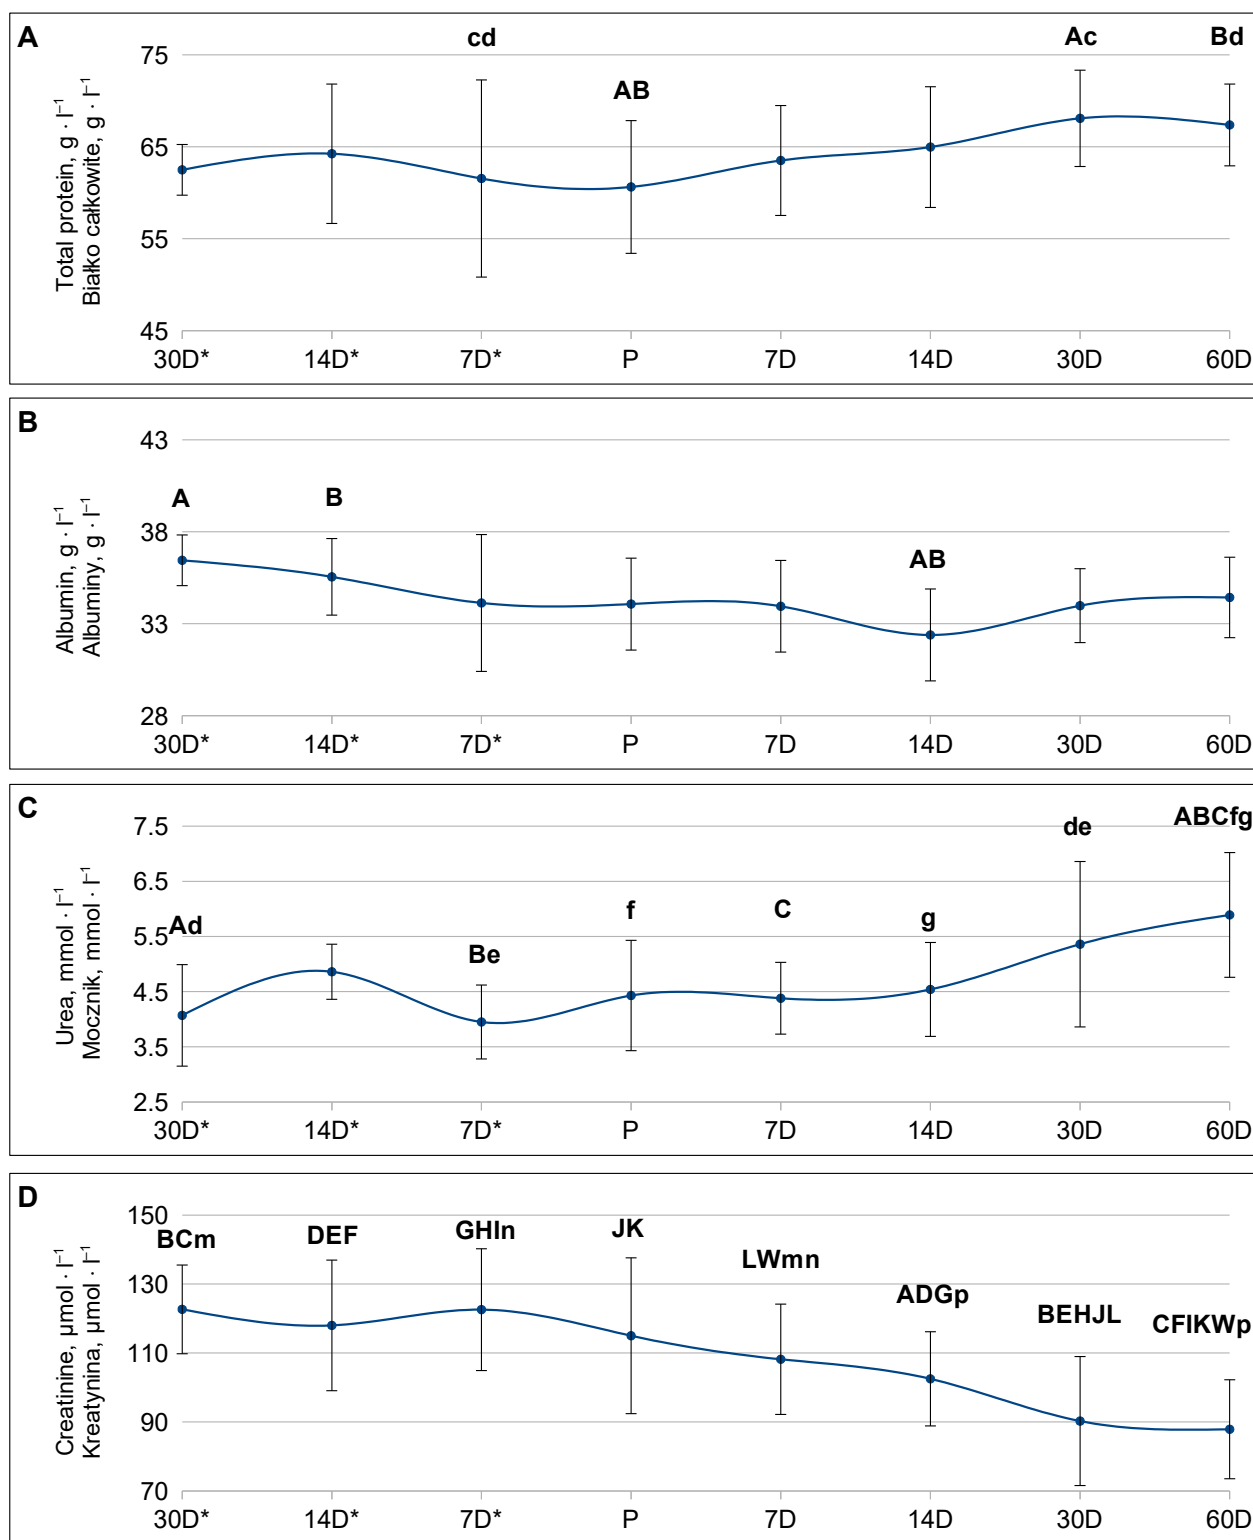 A
cd
Ac
Bd
AB
75
65
55
45
Total protein, g · l⁻¹
Białko całkowite, g · l⁻¹
30D* 14D* 7D* P 7D 14D 30D 60D
B
A
B
AB
43
38
33
28
Albumin, g · l⁻¹
Albuminy, g · l⁻¹
30D* 14D* 7D* P 7D 14D 30D 60D
C
ABCfg
de
Ad
Be
f
C
g
7.5
6.5
5.5
4.5
3.5
2.5
Urea, mmol · l⁻¹
Mocznik, mmol · l⁻¹
30D* 14D* 7D* P 7D 14D 30D 60D
D
BCm
DEF
GHIn
JK
LWmn
ADGp
BEHJL
CFIKWp
150
130
110
90
70
Creatinine, µmol · l⁻¹
Kreatynina, µmol · l⁻¹
30D* 14D* 7D* P 7D 14D 30D 60D